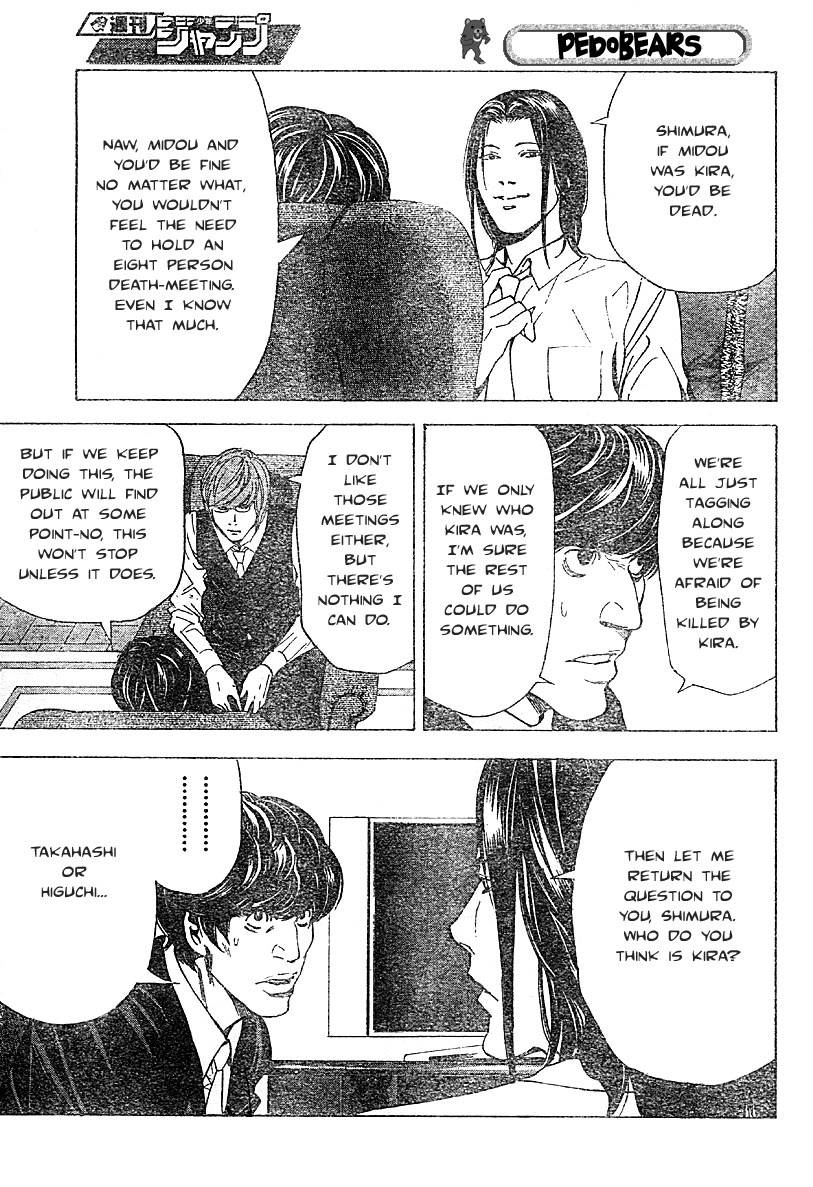 週刊
少年ジャンプ
PEDOBEARS
SHIMURA,
IF MIDOU
WAS KIRA,
YOU'D BE
DEAD.
NAW, MIDOU AND
YOU'D BE FINE
NO MATTER WHAT,
YOU WOULDN'T
FEEL THE NEED
TO HOLD AN
EIGHT PERSON
DEATH-MEETING.
EVEN I KNOW
THAT MUCH.
WE'RE
ALL JUST
TAGGING
ALONG
BECAUSE
WE'RE
AFRAID OF
BEING
KILLED BY
KIRA.
IF WE ONLY
KNEW WHO
KIRA WAS,
I'M SURE
THE REST
OF US
COULD DO
SOMETHING.
I DON'T
LIKE
THOSE
MEETINGS
EITHER,
BUT
THERE'S
NOTHING I
CAN DO.
BUT IF WE KEEP
DOING THIS, THE
PUBLIC WILL FIND
OUT AT SOME
POINT-NO, THIS
WON'T STOP
UNLESS IT DOES.
THEN LET ME
RETURN THE
QUESTION TO
YOU, SHIMURA.
WHO DO YOU
THINK IS KIRA?
.........
TAKAHASHI
OR
HIGUCHI...